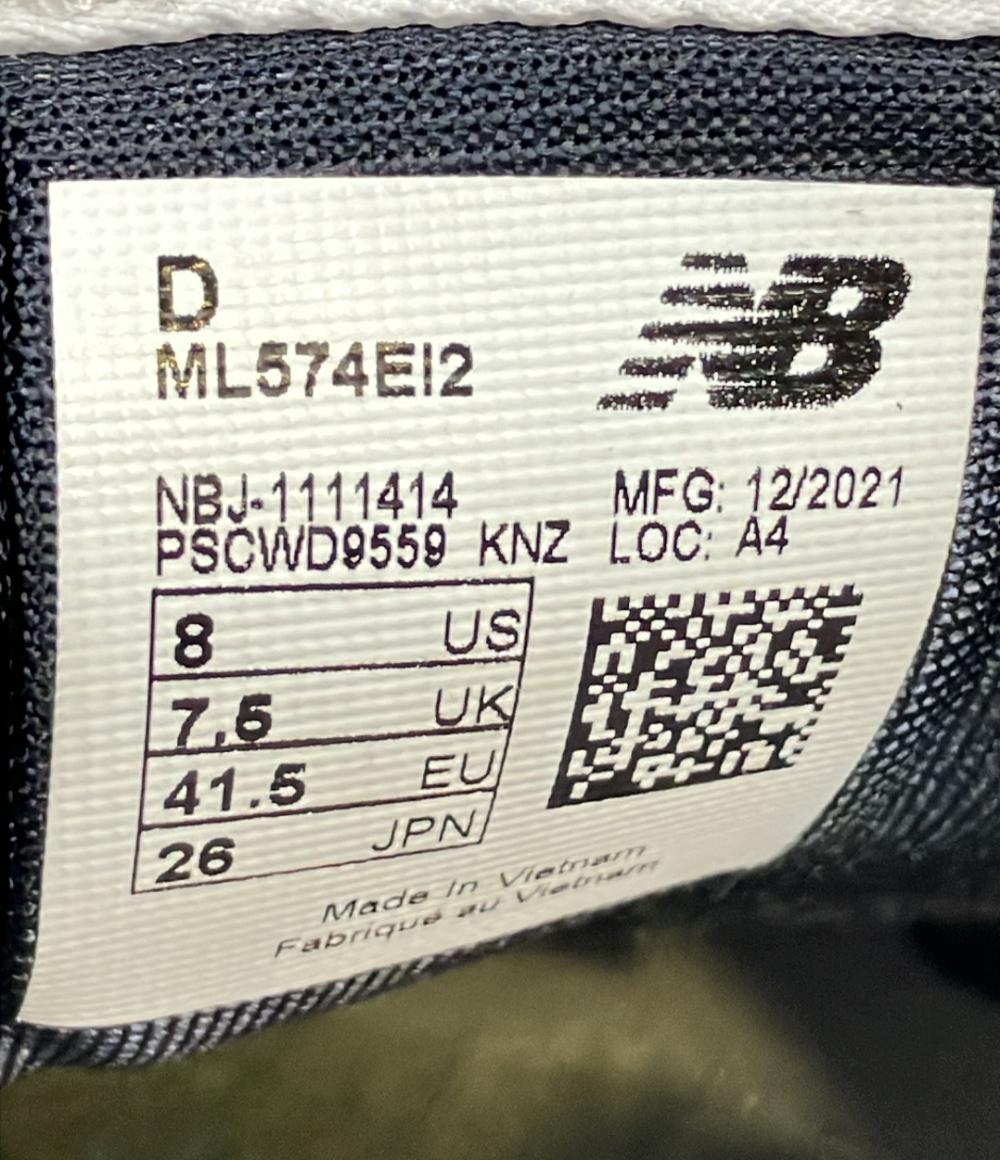 D
NB
ML574EI2
NBJ-1111414 MFG: 12/2021
PSCWD9559 KNZ LOC: A4
8 US
7.5 UK
41.5 EU
26 JPN
Made In Vietnam
Fabriqué au Vietnam